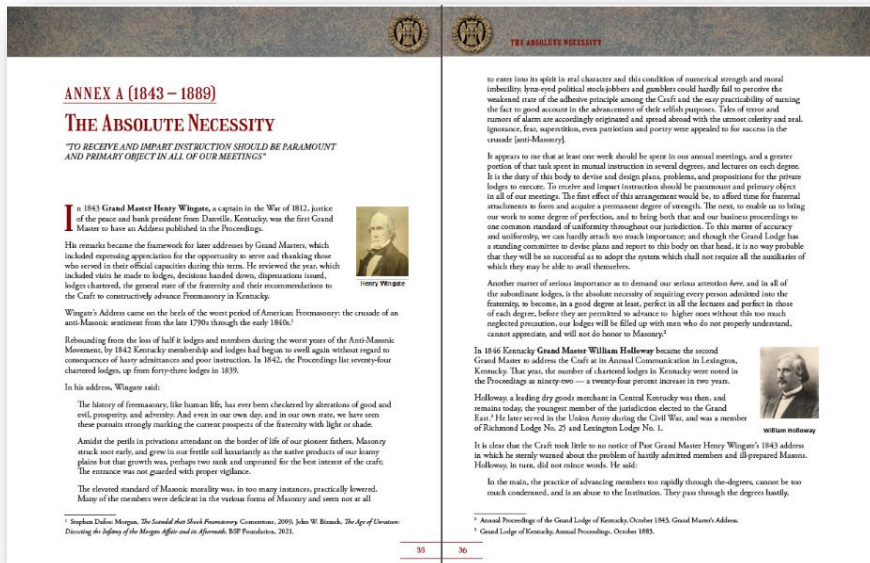 ANNEX A (1843 – 1889)
THE ABSOLUTE NECESSITY
"TO RECEIVE AND IMPART INSTRUCTION SHOULD BE PARAMOUNT
AND PRIMARY OBJECT IN ALL OF OUR MEETINGS"
In 1843 Grand Master Henry Wingate, a captain in the War of 1812, justice
of the peace and bank president from Danville, Kentucky, was the first Grand
Master to have an Address published in the Proceedings.
His remarks became the framework for later addresses by Grand Masters, which
included expressing appreciation for the opportunity to serve and thanking those
who served in their official capacities during this term. He reviewed the year, which
included visits he made to lodges, decisions handed down, dispensations issued,
lodges chartered, the general state of the fraternity and their recommendations to
the Craft to constructively advance Freemasonry in Kentucky.
Henry Wingate
Wingate's Address came on the heels of the worst period of American Freemasonry: the crusade of an
anti-Masonic sentiment from the late 1790s through the early 1840s.1
Rebounding from the loss of half it lodges and members during the worst years of the Anti-Masonic
Movement, by 1842 Kentucky membership and lodges had begun to swell again without regard to
consequences of hasty admittances and poor instruction. In 1842, the Proceedings list seventy-four
chartered lodges, up from forty-three lodges in 1839.
In his address, Wingate said:
The history of freemasonry, like human life, has ever been checkered by alterations of good and
evil, prosperity, and adversity. And even in our own day, and in our own state, we have seen
these pursuits strongly marking the current prospects of the fraternity with light or shade.
Amidst the perils in privations attendant on the border of life of our pioneer fathers, Masonry
struck root early, and grew in our fertile soil luxuriantly as the native products of our loamy
plains but that growth was, perhaps two rank and unpruned for the best interest of the craft;
The entrance was not guarded with proper vigilance.
The elevated standard of Masonic morality was, in too many instances, practically lowered.
Many of the members were deficient in the various forms of Masonry and seem not at all
1 Stephen Dafoe: Morgan, The Scandal that Shook Freemasonry, Cornerstone, 2009, John W. Bizzack, The Age of Unreason:
Dissecting the Infamy of the Morgan Affair and its Aftermath, BSF Foundation, 2021.
35
THE ABSOLUTE NECESSITY
to enter into its spirit in real character and this condition of numerical strength and moral
imbecility, lynx-eyed political stock-jobbers and gamblers could hardly fail to perceive the
weakened state of the adhesive principle among the Craft and the easy practicability of turning
the fact to good account in the advancement of their selfish purposes. Tales of terror and
rumors of alarm are accordingly originated and spread abroad with the utmost celerity and zeal.
ignorance, fear, superstition, even patriotism and poetry were appealed to for success in the
crusade [anti-Masonry].
It appears to me that at least one week should be spent in our annual meetings, and a greater
portion of that task spent in mutual instruction in several degrees, and lectures on each degree.
It is the duty of this body to devise and design plans, problems, and propositions for the private
lodges to execute. To receive and impart instruction should be paramount and primary object
in all of our meetings. The first effect of this arrangement would be, to afford time for fraternal
attachments to form and acquire a permanent degree of strength. The next, to enable us to bring
our work to some degree of perfection, and to bring both that and our business proceedings to
one common standard of uniformity throughout our jurisdiction. To this matter of accuracy
and uniformity, we can hardly attach too much importance; and though the Grand Lodge has
a standing committee to devise plans and report to this body on that head, it is no way probable
that they will be so successful as to adopt the system which shall not require all the auxiliaries of
which they may be able to avail themselves.
Another matter of serious importance as to demand our serious attention here, and in all of
the subordinate lodges, is the absolute necessity of requiring every person admitted into the
fraternity, to become, in a good degree at least, perfect in all the lectures and perfect in those
of each degree, before they are permitted to advance to higher ones without this too much
neglected precaution, our lodges will be filled up with men who do not properly understand,
cannot appreciate, and will not do honor to Masonry.2
In 1846 Kentucky Grand Master William Holloway became the second
Grand Master to address the Craft at its Annual Communication in Lexington,
Kentucky. That year, the number of chartered lodges in Kentucky were noted in
the Proceedings as ninety-two — a twenty percent increase in two years.
Holloway, a leading dry goods merchant in Central Kentucky was then, and
remains today, the youngest member of the jurisdiction elected to the Grand
East.3 He later served in the Union Army during the Civil War, and was a member
of Richmond Lodge No. 25 and Lexington Lodge No. 1.
William Holloway
It is clear that the Craft took little to no notice of Past Grand Master Henry Wingate's 1843 address
in which he sternly warned about the problem of hastily admitted members and ill-prepared Masons.
Holloway, in turn, did not mince words. He said:
In the main, the practice of advancing members too rapidly through the-degrees, cannot be too
much condemned, and is an abuse to the Institution. They pass through the degrees hastily,
2 Annual Proceedings of the Grand Lodge of Kentucky, October 1843, Grand Master's Address.
3 Grand Lodge of Kentucky, Annual Proceedings, October 1883.
36